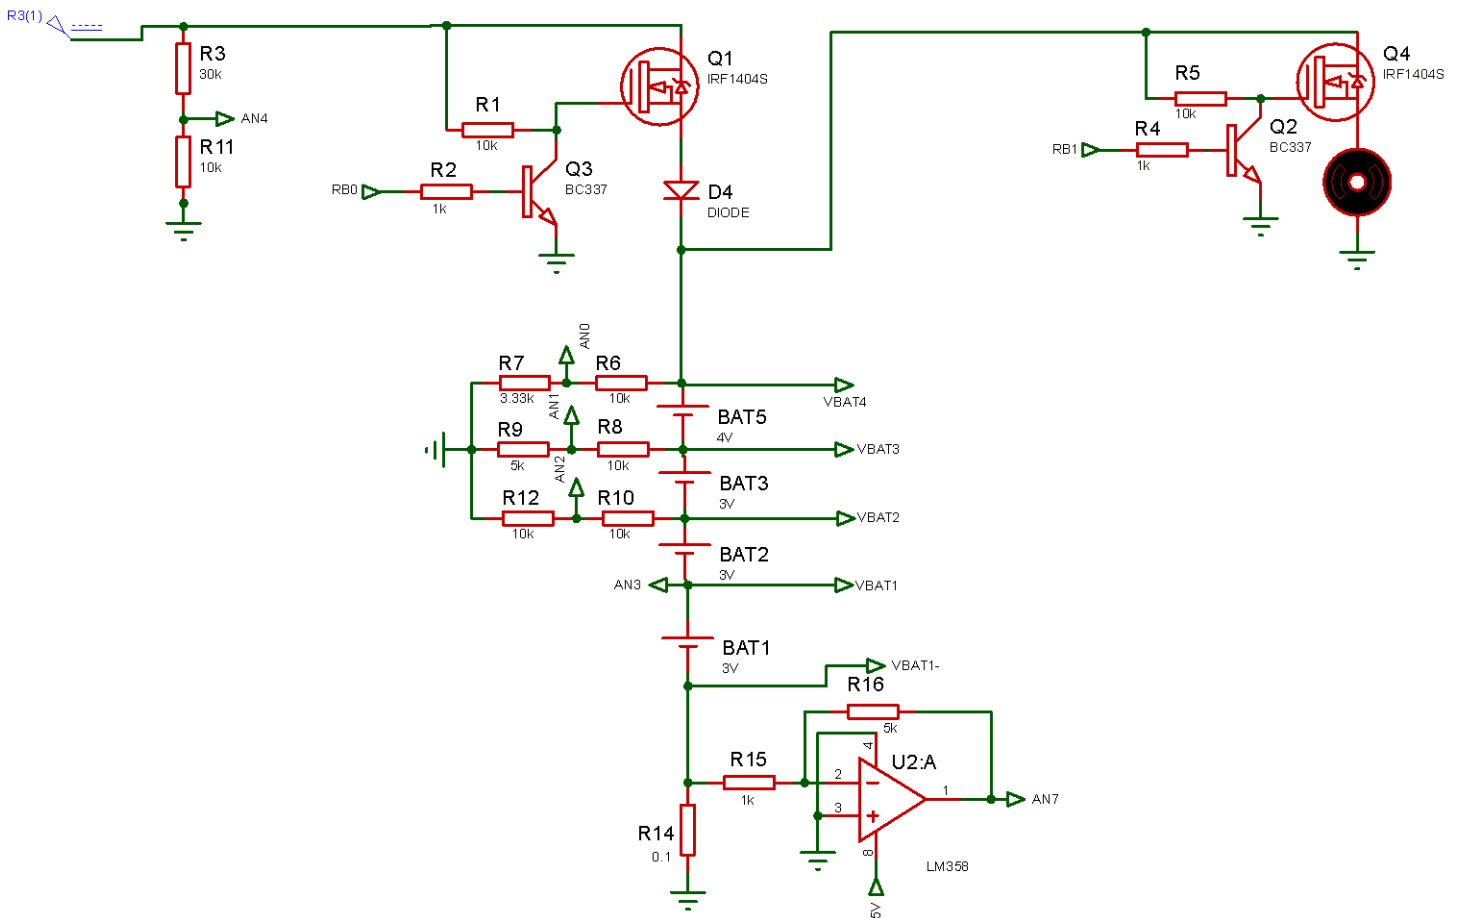 R3(1)
R3
30k
AN4
R11
10k
R1
10k
Q1
IRF1404S
R2
1k
RB0
Q3
BC337
D4
DIODE
Q4
IRF1404S
R5
10k
R4
1k
RB1
Q2
BC337
AN0
R7
3.33k
R6
10k
VBAT4
AN1
BAT5
4V
R9
5k
R8
10k
VBAT3
AN2
BAT3
3V
R12
10k
R10
10k
VBAT2
BAT2
3V
AN3
VBAT1
BAT1
3V
VBAT1-
R16
5k
R15
1k
U2:A
4
2
3
1
8
AN7
LM358
5V
R14
0.1